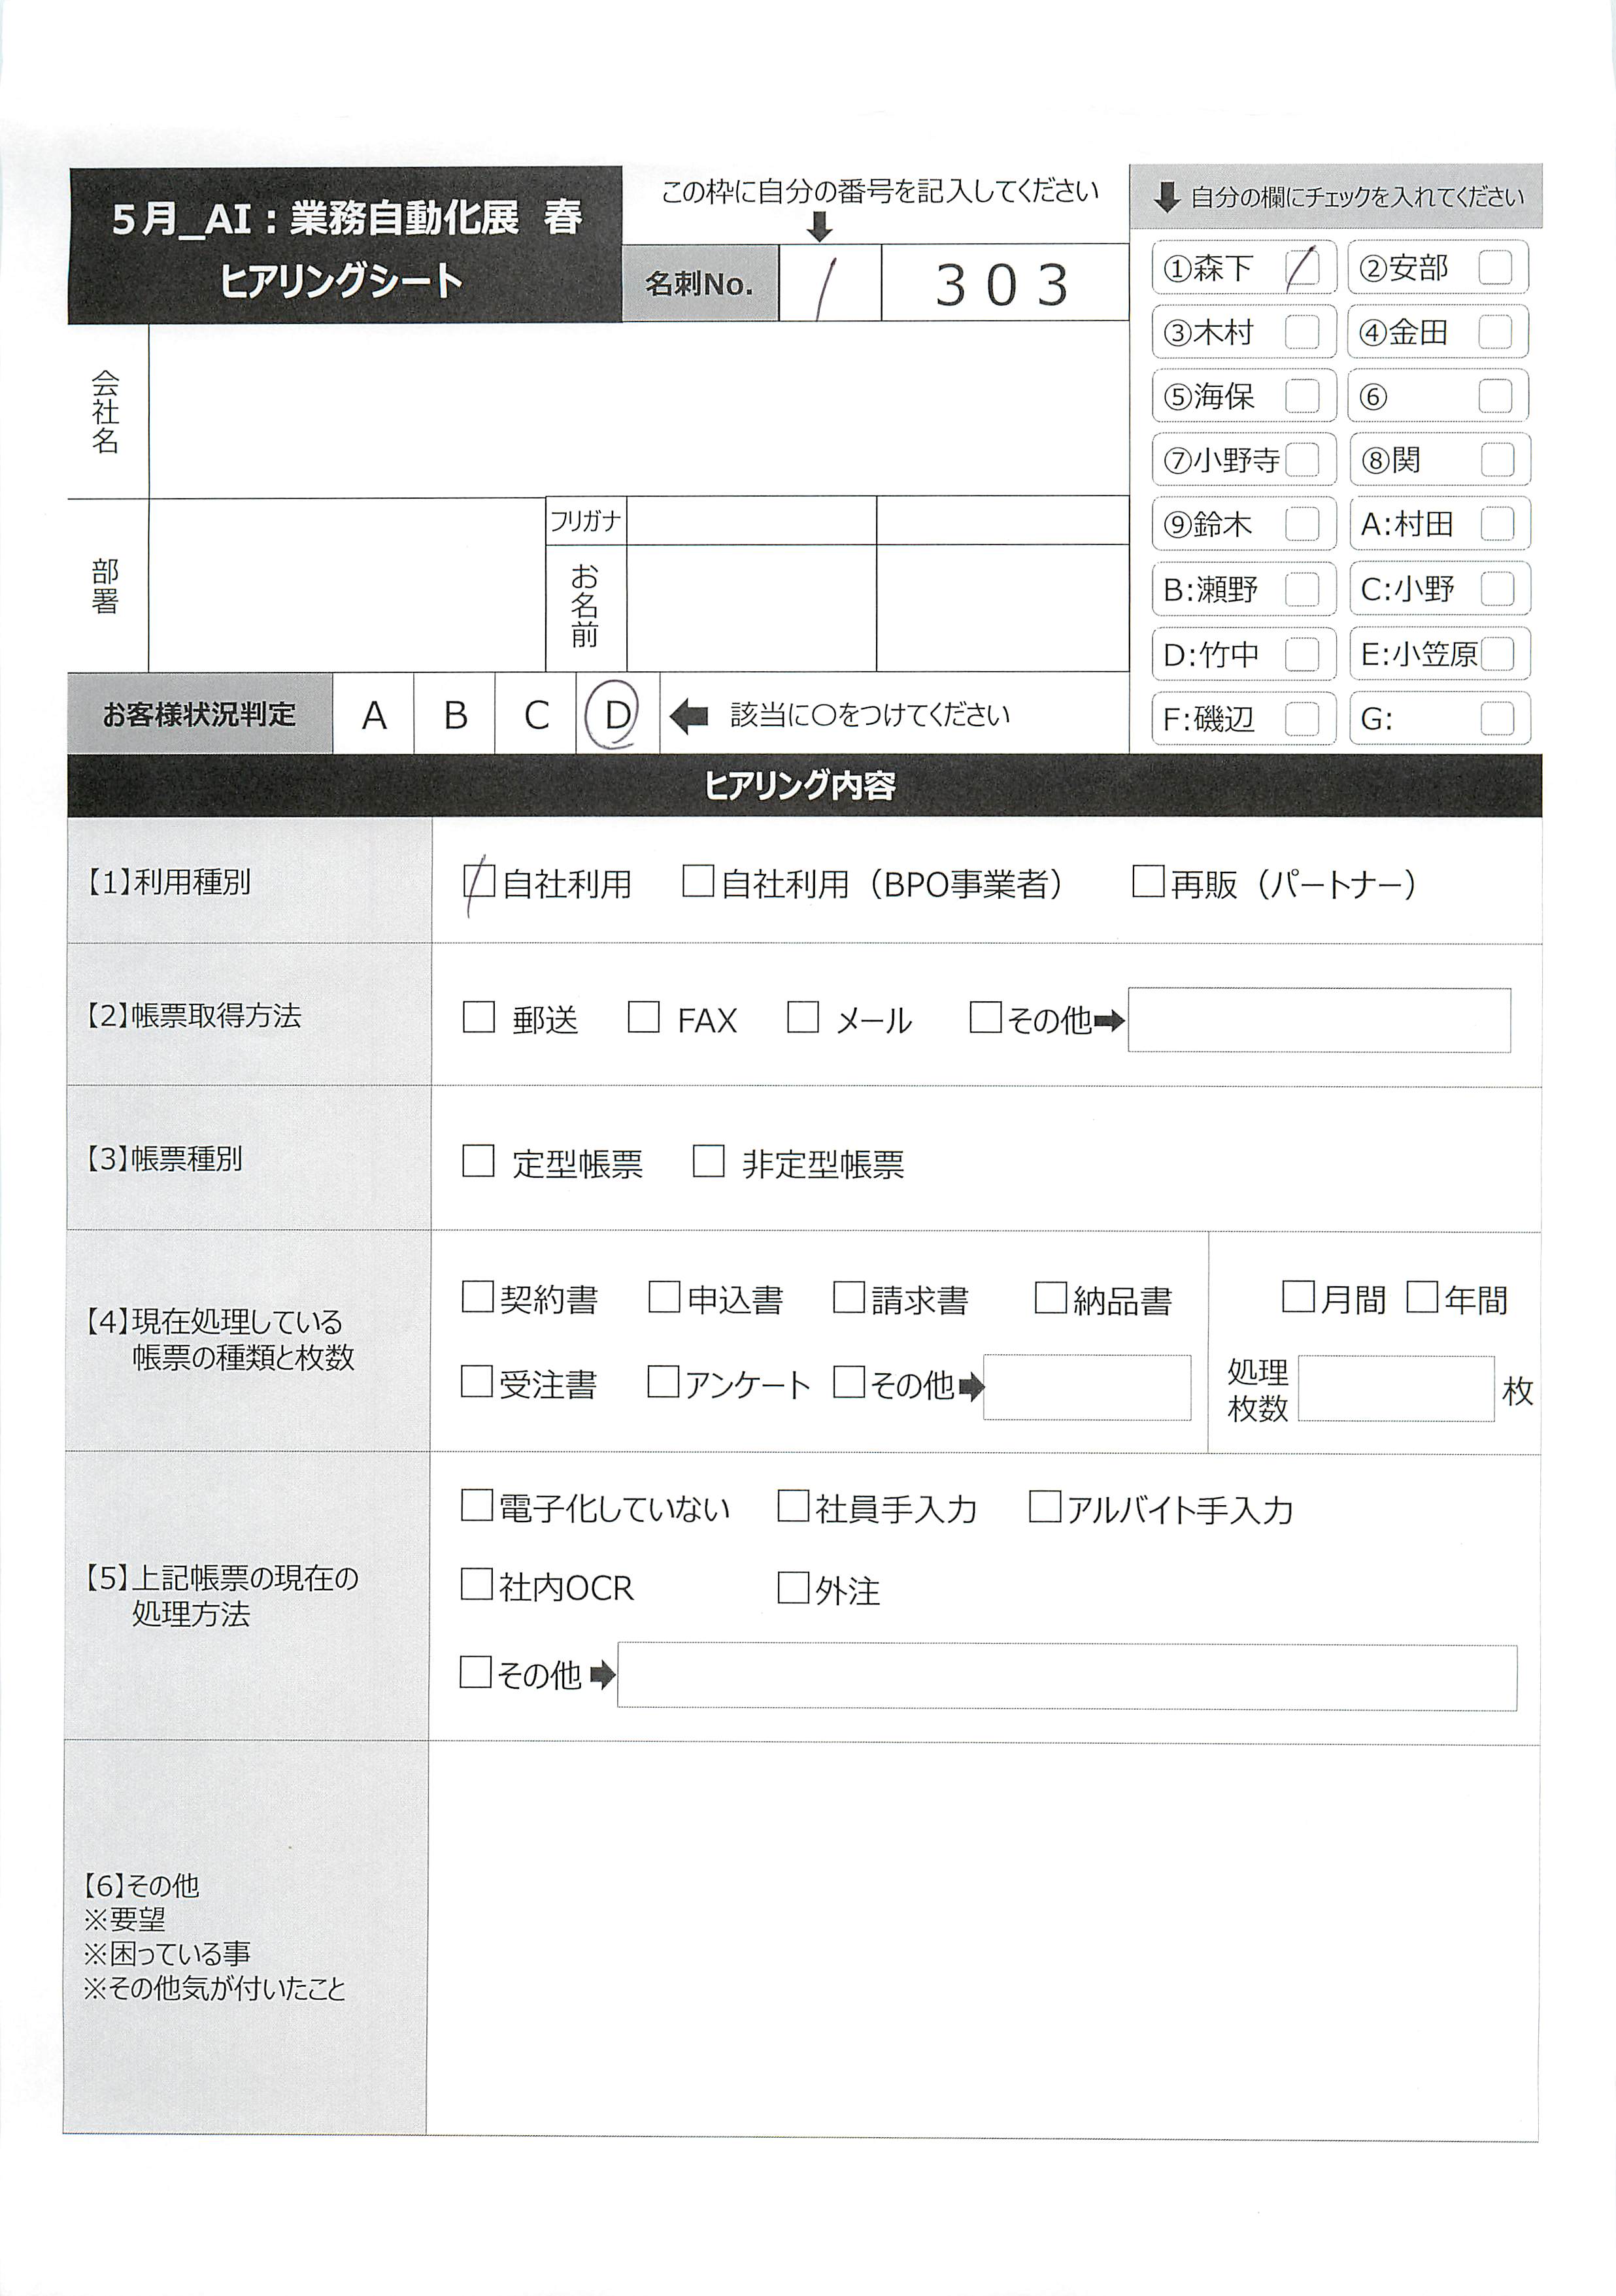 5月_AI：業務自動化展 春
ヒアリングシート
この枠に自分の番号を記入してください
名刺No. 1 303
自分の欄にチェックを入れてください
①森下 ②安部
③木村 ④金田
⑤海保 ⑥
⑦小野寺 ⑧関
⑨鈴木 A:村田
B:瀬野 C:小野
D:竹中 E:小笠原
F:磯辺 G:
会社名
部署
フリガナ
お名前
お客様状況判定 A B C D 該当に〇をつけてください
ヒアリング内容
【1】利用種別
自社利用 自社利用（BPO事業者） 再販（パートナー）
【2】帳票取得方法
郵送 FAX メール その他
【3】帳票種別
定型帳票 非定型帳票
【4】現在処理している
帳票の種類と枚数
契約書 申込書 請求書 納品書
受注書 アンケート その他
月間 年間
処理
枚数 枚
【5】上記帳票の現在の
処理方法
電子化していない 社員手入力 アルバイト手入力
社内OCR 外注
その他
【6】その他
※要望
※困っている事
※その他気が付いたこと